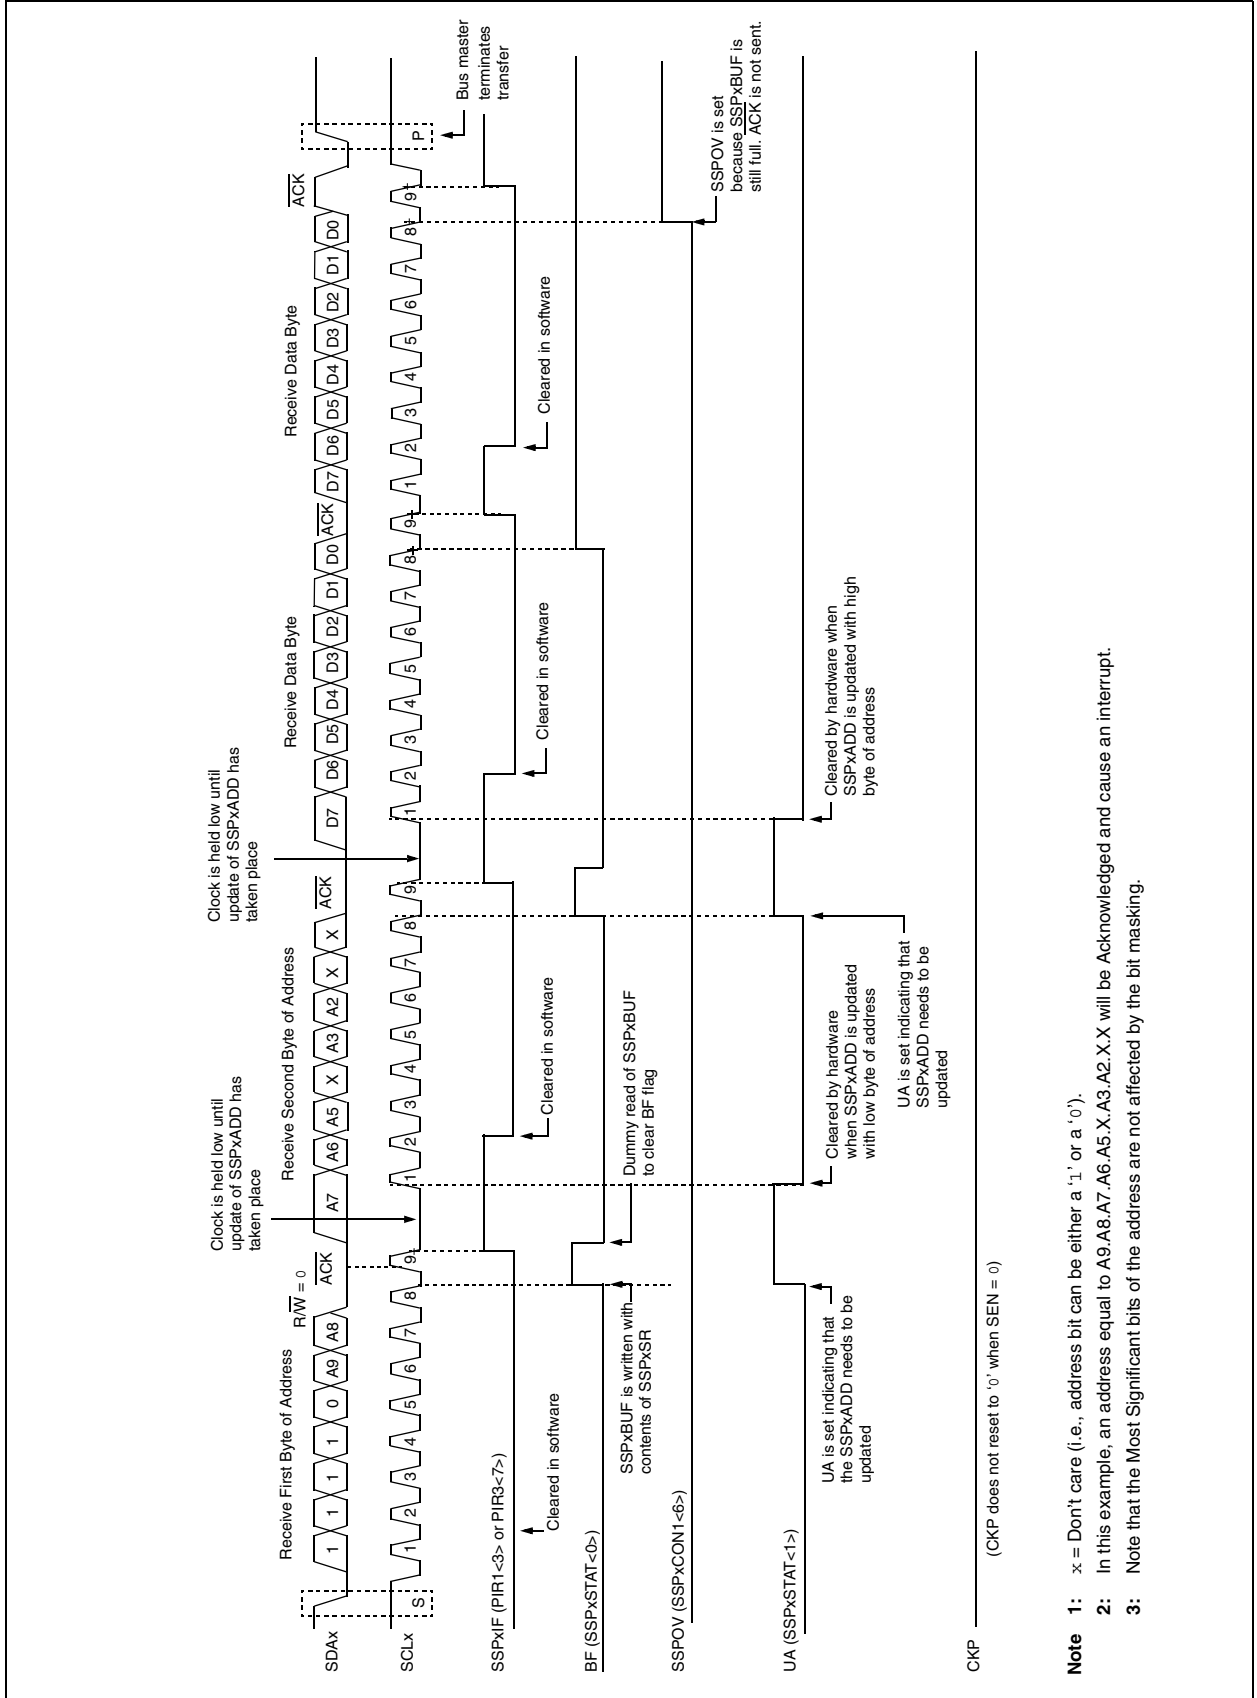 Receive First Byte of Address
R/W = 0
Receive Second Byte of Address
Clock is held low until
update of SSPxADD has
taken place
Receive Data Byte
Clock is held low until
update of SSPxADD has
taken place
Receive Data Byte
SDAx
1 1 1 1 0 A9 A8 ACK A7 A6 A5 X A3 A2 X X ACK D7 D6 D5 D4 D3 D2 D1 D0 ACK D7 D6 D5 D4 D3 D2 D1 D0 ACK
SCLx
S 1 2 3 4 5 6 7 8 9 1 2 3 4 5 6 7 8 9 1 2 3 4 5 6 7 8 9 1 2 3 4 5 6 7 8 9 P
Bus master
terminates
transfer
SSPxIF (PIR1<3> or PIR3<7>)
Cleared in software
Cleared in software
Cleared in software
Cleared in software
BF (SSPxSTAT<0>)
SSPxBUF is written with
contents of SSPxSR
Dummy read of SSPxBUF
to clear BF flag
SSPOV (SSPxCON1<6>)
SSPOV is set
because SSPxBUF is
still full. ACK is not sent.
UA (SSPxSTAT<1>)
UA is set indicating that
the SSPxADD needs to be
updated
Cleared by hardware
when SSPxADD is updated
with low byte of address
UA is set indicating that
SSPxADD needs to be
updated
Cleared by hardware when
SSPxADD is updated with high
byte of address
CKP
(CKP does not reset to ‘0’ when SEN = 0)
Note 1: x = Don’t care (i.e., address bit can be either a ‘1’ or a ‘0’).
2: In this example, an address equal to A9.A8.A7.A6.A5.X.A3.A2.X.X will be Acknowledged and cause an interrupt.
3: Note that the Most Significant bits of the address are not affected by the bit masking.